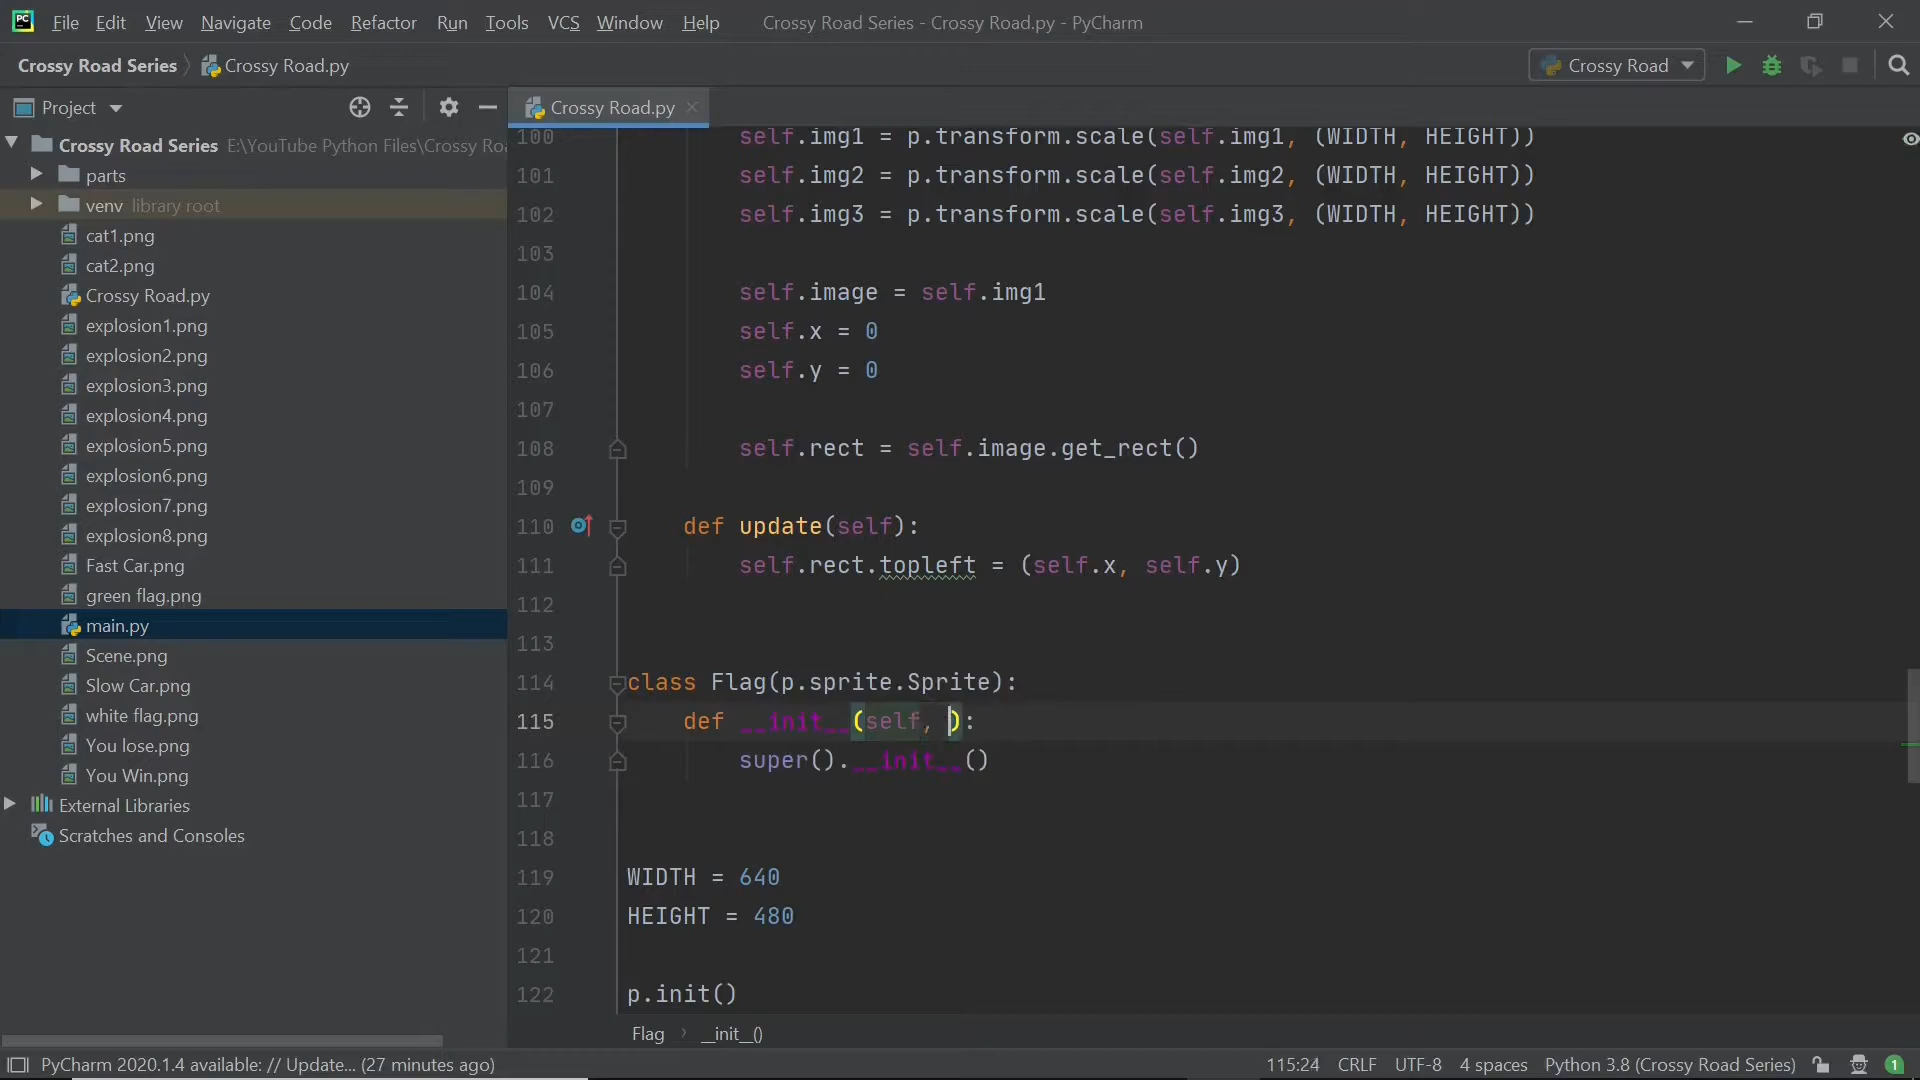 File Edit View Navigate Code Refactor Run Tools VCS Window Help Crossy Road Series - Crossy Road.py - PyCharm
Crossy Road Series Crossy Road.py Crossy Road
Project
Crossy Road.py
Crossy Road Series E:\YouTube Python Files\Crossy Ro
parts
venv library root
cat1.png
cat2.png
Crossy Road.py
explosion1.png
explosion2.png
explosion3.png
explosion4.png
explosion5.png
explosion6.png
explosion7.png
explosion8.png
Fast Car.png
green flag.png
main.py
Scene.png
Slow Car.png
white flag.png
You lose.png
You Win.png
External Libraries
Scratches and Consoles
100 self.img1 = p.transform.scale(self.img1, (WIDTH, HEIGHT))
101 self.img2 = p.transform.scale(self.img2, (WIDTH, HEIGHT))
102 self.img3 = p.transform.scale(self.img3, (WIDTH, HEIGHT))
103
104 self.image = self.img1
105 self.x = 0
106 self.y = 0
107
108 self.rect = self.image.get_rect()
109
110 def update(self):
111 self.rect.topleft = (self.x, self.y)
112
113
114 class Flag(p.sprite.Sprite):
115 def __init__(self, ):
116 super().__init__()
117
118
119 WIDTH = 640
120 HEIGHT = 480
121
122 p.init()
Flag __init__()
PyCharm 2020.1.4 available: // Update... (27 minutes ago) 115:24 CRLF UTF-8 4 spaces Python 3.8 (Crossy Road Series) 1